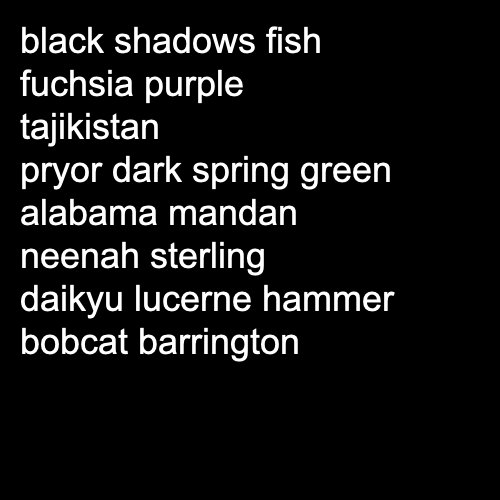 black shadows fish
fuchsia purple
tajikistan
pryor dark spring green
alabama mandan
neenah sterling
daikyu lucerne hammer
bobcat barrington